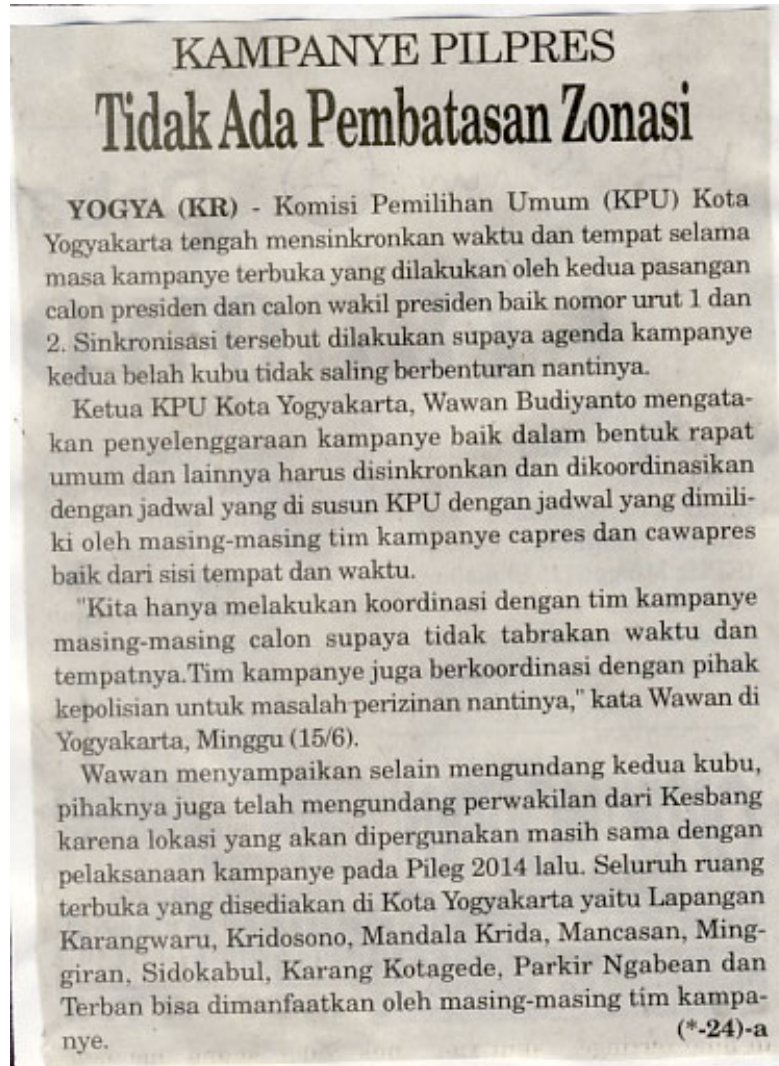 KAMPANYE PILPRES
Tidak Ada Pembatasan Zonasi
YOGYA (KR) - Komisi Pemilihan Umum (KPU) Kota
Yogyakarta tengah mensinkronkan waktu dan tempat selama
masa kampanye terbuka yang dilakukan oleh kedua pasangan
calon presiden dan calon wakil presiden baik nomor urut 1 dan
2. Sinkronisasi tersebut dilakukan supaya agenda kampanye
kedua belah kubu tidak saling berbenturan nantinya.
Ketua KPU Kota Yogyakarta, Wawan Budiyanto mengata-
kan penyelenggaraan kampanye baik dalam bentuk rapat
umum dan lainnya harus disinkronkan dan dikoordinasikan
dengan jadwal yang di susun KPU dengan jadwal yang dimili-
ki oleh masing-masing tim kampanye capres dan cawapres
baik dari sisi tempat dan waktu.
"Kita hanya melakukan koordinasi dengan tim kampanye
masing-masing calon supaya tidak tabrakan waktu dan
tempatnya.Tim kampanye juga berkoordinasi dengan pihak
kepolisian untuk masalah perizinan nantinya," kata Wawan di
Yogyakarta, Minggu (15/6).
Wawan menyampaikan selain mengundang kedua kubu,
pihaknya juga telah mengundang perwakilan dari Kesbang
karena lokasi yang akan dipergunakan masih sama dengan
pelaksanaan kampanye pada Pileg 2014 lalu. Seluruh ruang
terbuka yang disediakan di Kota Yogyakarta yaitu Lapangan
Karangwaru, Kridosono, Mandala Krida, Mancasan, Ming-
giran, Sidokabul, Karang Kotagede, Parkir Ngabean dan
Terban bisa dimanfaatkan oleh masing-masing tim kampa-
nye. (*-24)-a